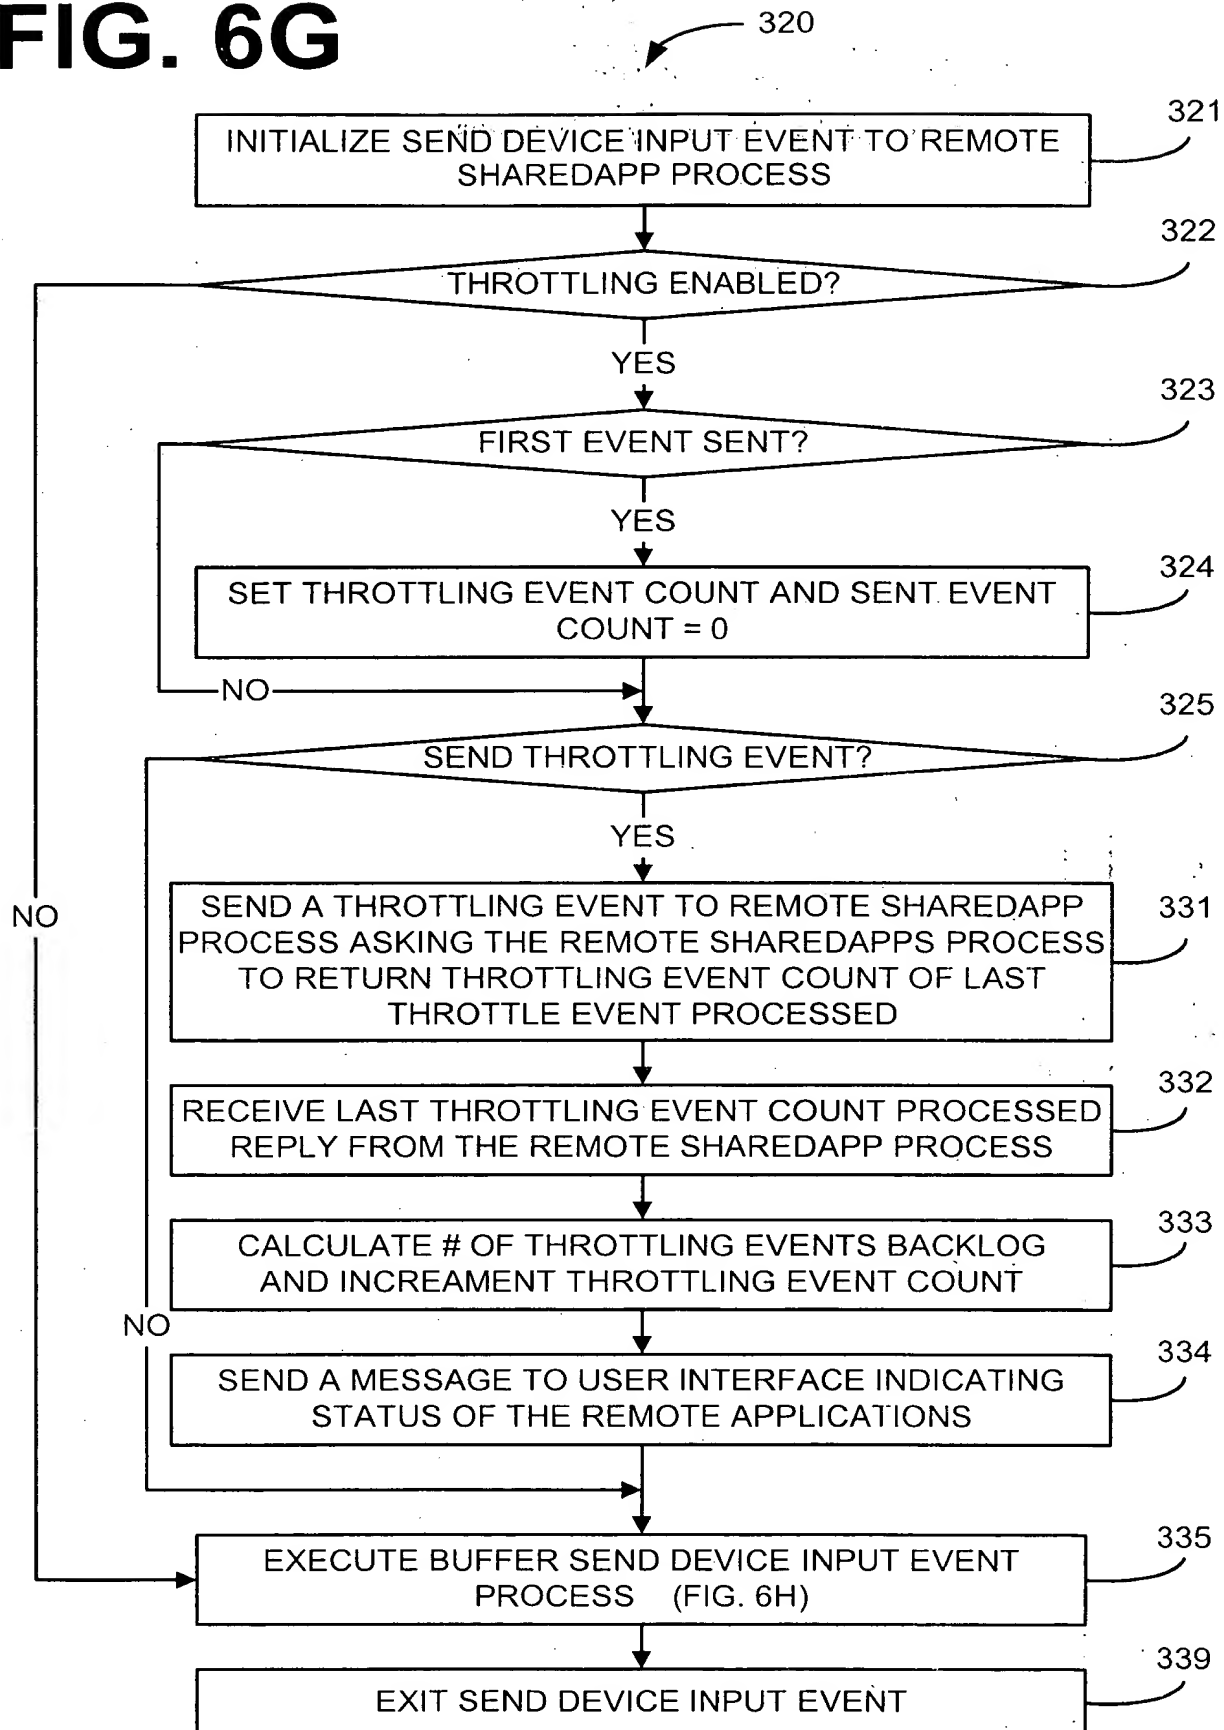 FIG. 6G
320
321
INITIALIZE SEND DEVICE INPUT EVENT TO REMOTE
SHAREDAPP PROCESS
322
THROTTLING ENABLED?
YES
323
FIRST EVENT SENT?
YES
324
SET THROTTLING EVENT COUNT AND SENT EVENT
COUNT = 0
NO
325
SEND THROTTLING EVENT?
YES
NO
331
SEND A THROTTLING EVENT TO REMOTE SHAREDAPP
PROCESS ASKING THE REMOTE SHAREDAPPS PROCESS
TO RETURN THROTTLING EVENT COUNT OF LAST
THROTTLE EVENT PROCESSED
332
RECEIVE LAST THROTTLING EVENT COUNT PROCESSED
REPLY FROM THE REMOTE SHAREDAPP PROCESS
333
CALCULATE # OF THROTTLING EVENTS BACKLOG
AND INCREAMENT THROTTLING EVENT COUNT
NO
334
SEND A MESSAGE TO USER INTERFACE INDICATING
STATUS OF THE REMOTE APPLICATIONS
335
EXECUTE BUFFER SEND DEVICE INPUT EVENT
PROCESS (FIG. 6H)
339
EXIT SEND DEVICE INPUT EVENT